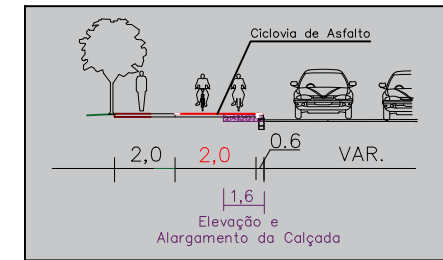 Ciclovia de Asfalto
2,0 2,0 0.6 VAR.
1,6
Elevação e
Alargamento da Calçada